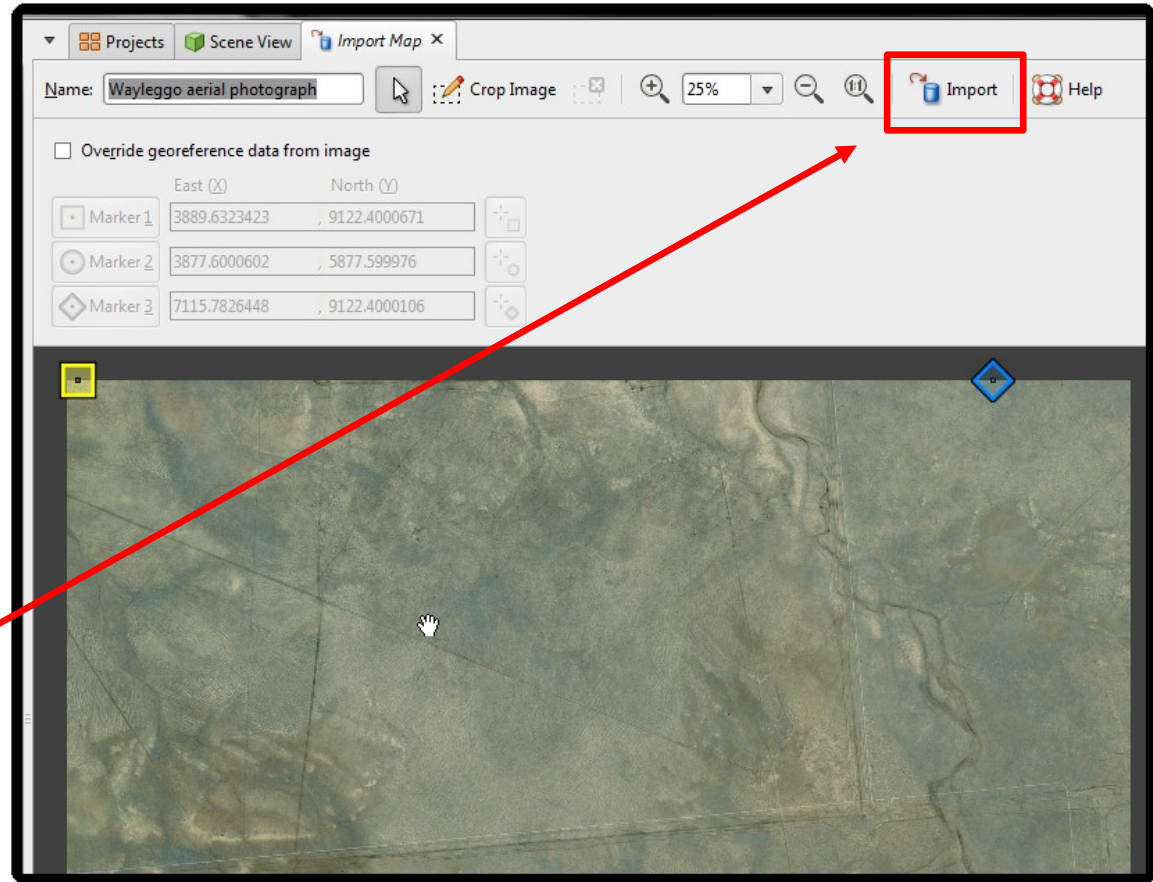 Projects Scene View Import Map
Name: Wayleggo aerial photograph Crop Image 25% 1:1 Import Help
Override georeference data from image
East (X) North (Y)
Marker 1 3889.6323423 , 9122.4000671
Marker 2 3877.6000602 , 5877.599976
Marker 3 7115.7826448 , 9122.4000106